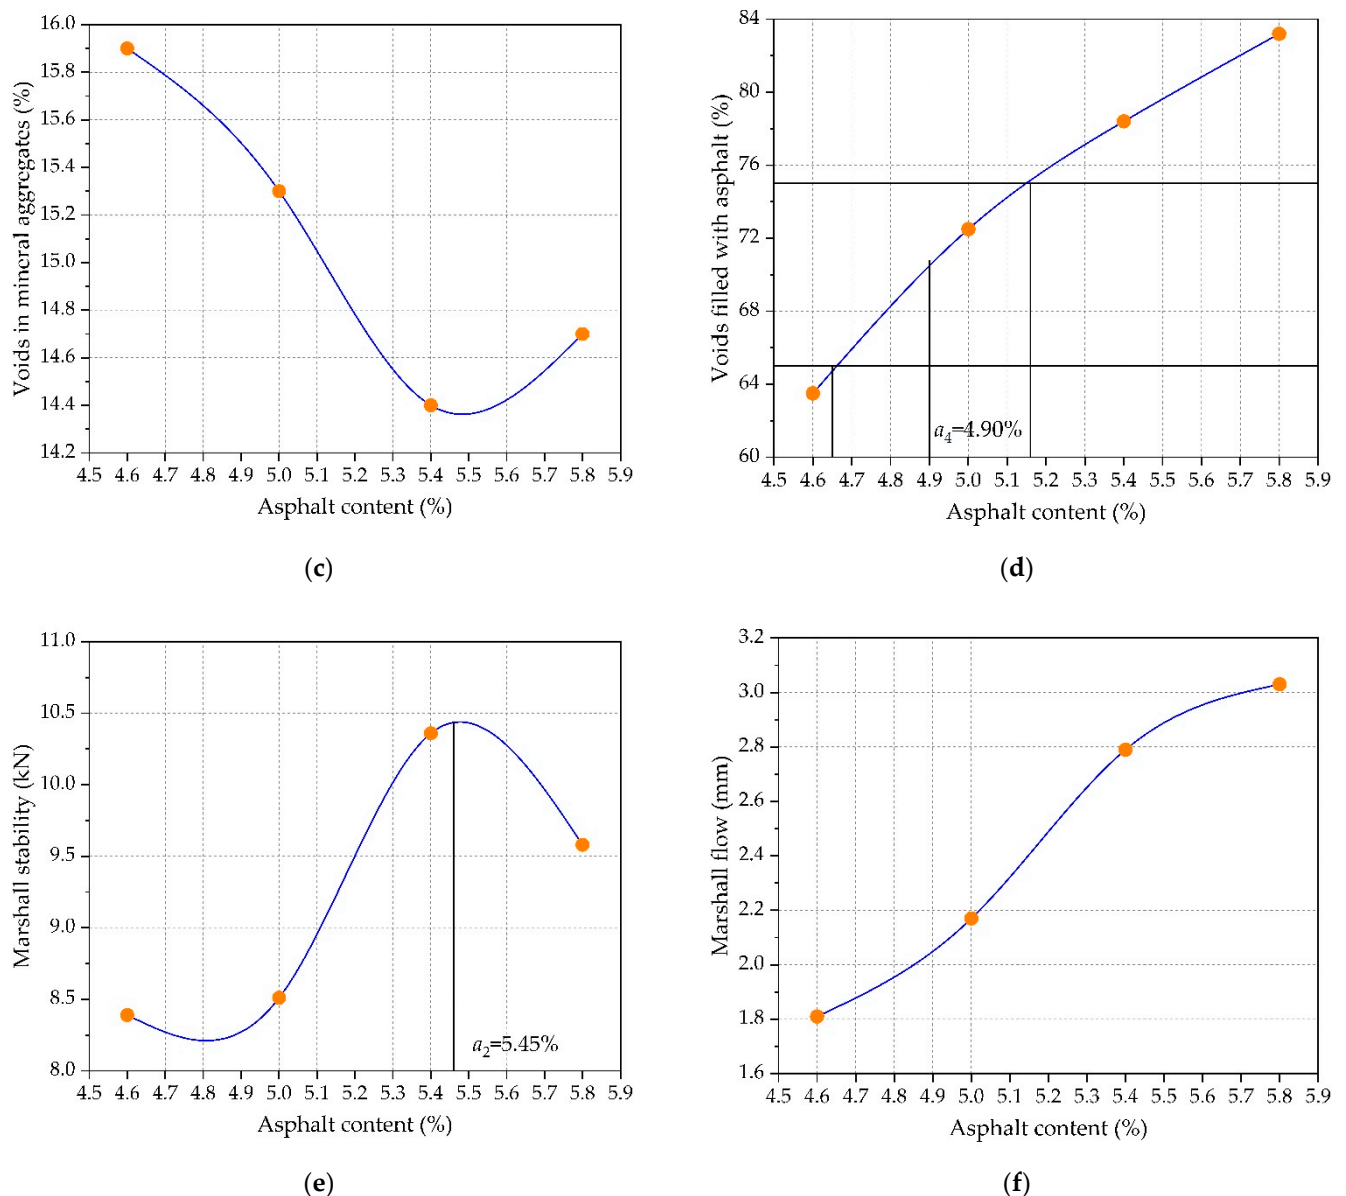 16.0
15.8
15.6
15.4
15.2
15.0
14.8
14.6
14.4
14.2
4.5 4.6 4.7 4.8 4.9 5.0 5.1 5.2 5.3 5.4 5.5 5.6 5.7 5.8 5.9
Voids in mineral aggregates (%)
Asphalt content (%)
(c)
84
80
76
72
68
64
60
4.5 4.6 4.7 4.8 4.9 5.0 5.1 5.2 5.3 5.4 5.5 5.6 5.7 5.8 5.9
Voids filled with asphalt (%)
a4=4.90%
Asphalt content (%)
(d)
11.0
10.5
10.0
9.5
9.0
8.5
8.0
4.5 4.6 4.7 4.8 4.9 5.0 5.1 5.2 5.3 5.4 5.5 5.6 5.7 5.8 5.9
Marshall stability (kN)
a2=5.45%
Asphalt content (%)
(e)
3.2
3.0
2.8
2.6
2.4
2.2
2.0
1.8
1.6
4.5 4.6 4.7 4.8 4.9 5.0 5.1 5.2 5.3 5.4 5.5 5.6 5.7 5.8 5.9
Marshall flow (mm)
Asphalt content (%)
(f)